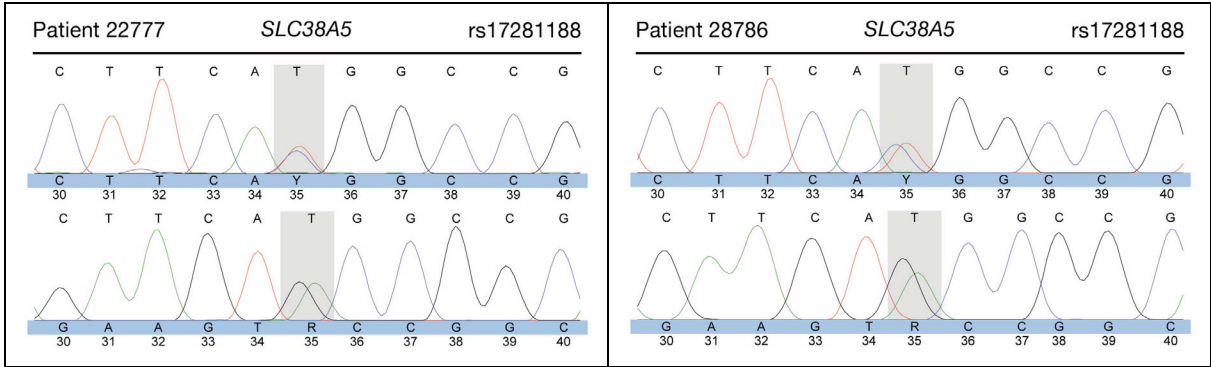 Patient 22777 SLC38A5 rs17281188
C T T C A T G G C C G
C T T C A Y G G C C G
30 31 32 33 34 35 36 37 38 39 40
C T T C A T G G C C G
G A A G T R C C G G C
30 31 32 33 34 35 36 37 38 39 40
Patient 28786 SLC38A5 rs17281188
C T T C A T G G C C G
C T T C A Y G G C C G
30 31 32 33 34 35 36 37 38 39 40
C T T C A T G G C C G
G A A G T R C C G G C
30 31 32 33 34 35 36 37 38 39 40